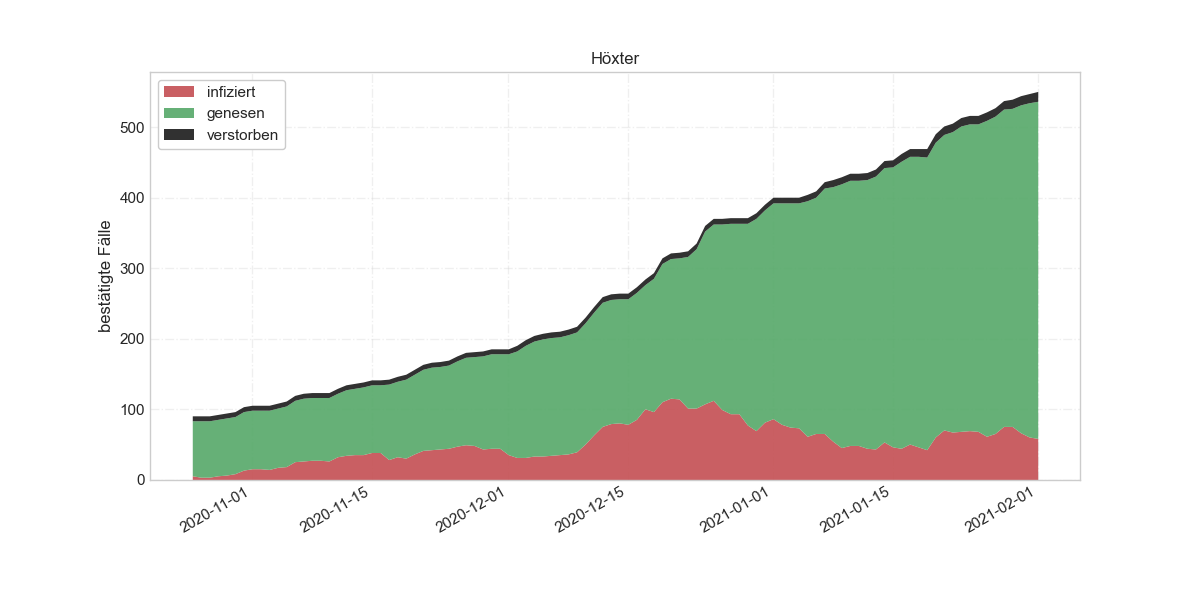 Höxter
infiziert
genesen
verstorben
bestätigte Fälle
500
400
300
200
100
0
2020-11-01
2020-11-15
2020-12-01
2020-12-15
2021-01-01
2021-01-15
2021-02-01